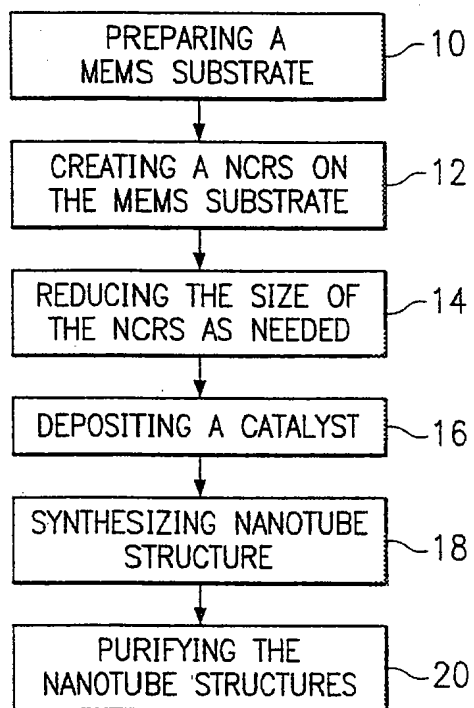 PREPARING A
MEMS SUBSTRATE
10
CREATING A NCRS ON
THE MEMS SUBSTRATE
12
REDUCING THE SIZE OF
THE NCRS AS NEEDED
14
DEPOSITING A CATALYST
16
SYNTHESIZING NANOTUBE
STRUCTURE
18
PURIFYING THE
NANOTUBE STRUCTURES
20